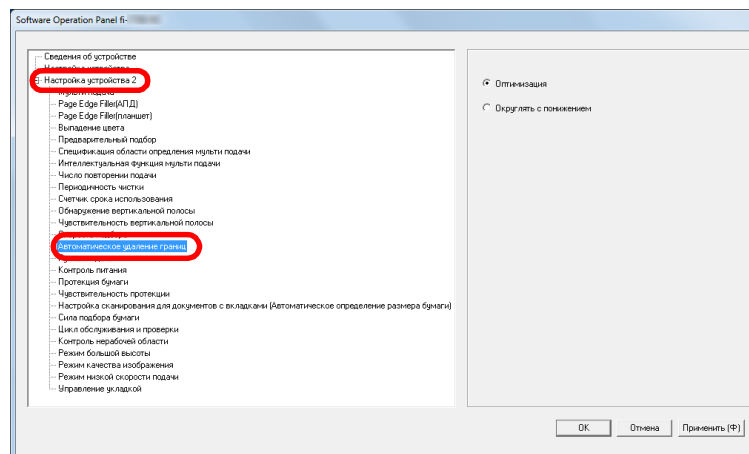 Software Operation Panel fi-
Сведения об устройстве
Настройка устройства 2
Page Edge Filler(АПД)
Page Edge Filler(планшет)
Выпадение цвета
Предварительный подбор
Спецификация области опредления мульти подачи
Интеллектуальная функция мульти подачи
Число повторении подачи
Периодичность чистки
Счетчик срока использования
Обнаружение вертикальной полосы
Чувствительность вертикальной полосы
Автоматическое удаление границ
Контроль питания
Протекция бумаги
Чувствительность протекции
Настройка сканирования для документов с вкладками (Автоматическое определение размера бумаги)
Сила подбора бумаги
Цикл обслуживания и проверки
Контроль нерабочей области
Режим большой высоты
Режим качества изображения
Режим низкой скорости подачи
Управление укладкой
Оптимизация
Округлять с понижением
OK
Отмена
Применить (Ф)